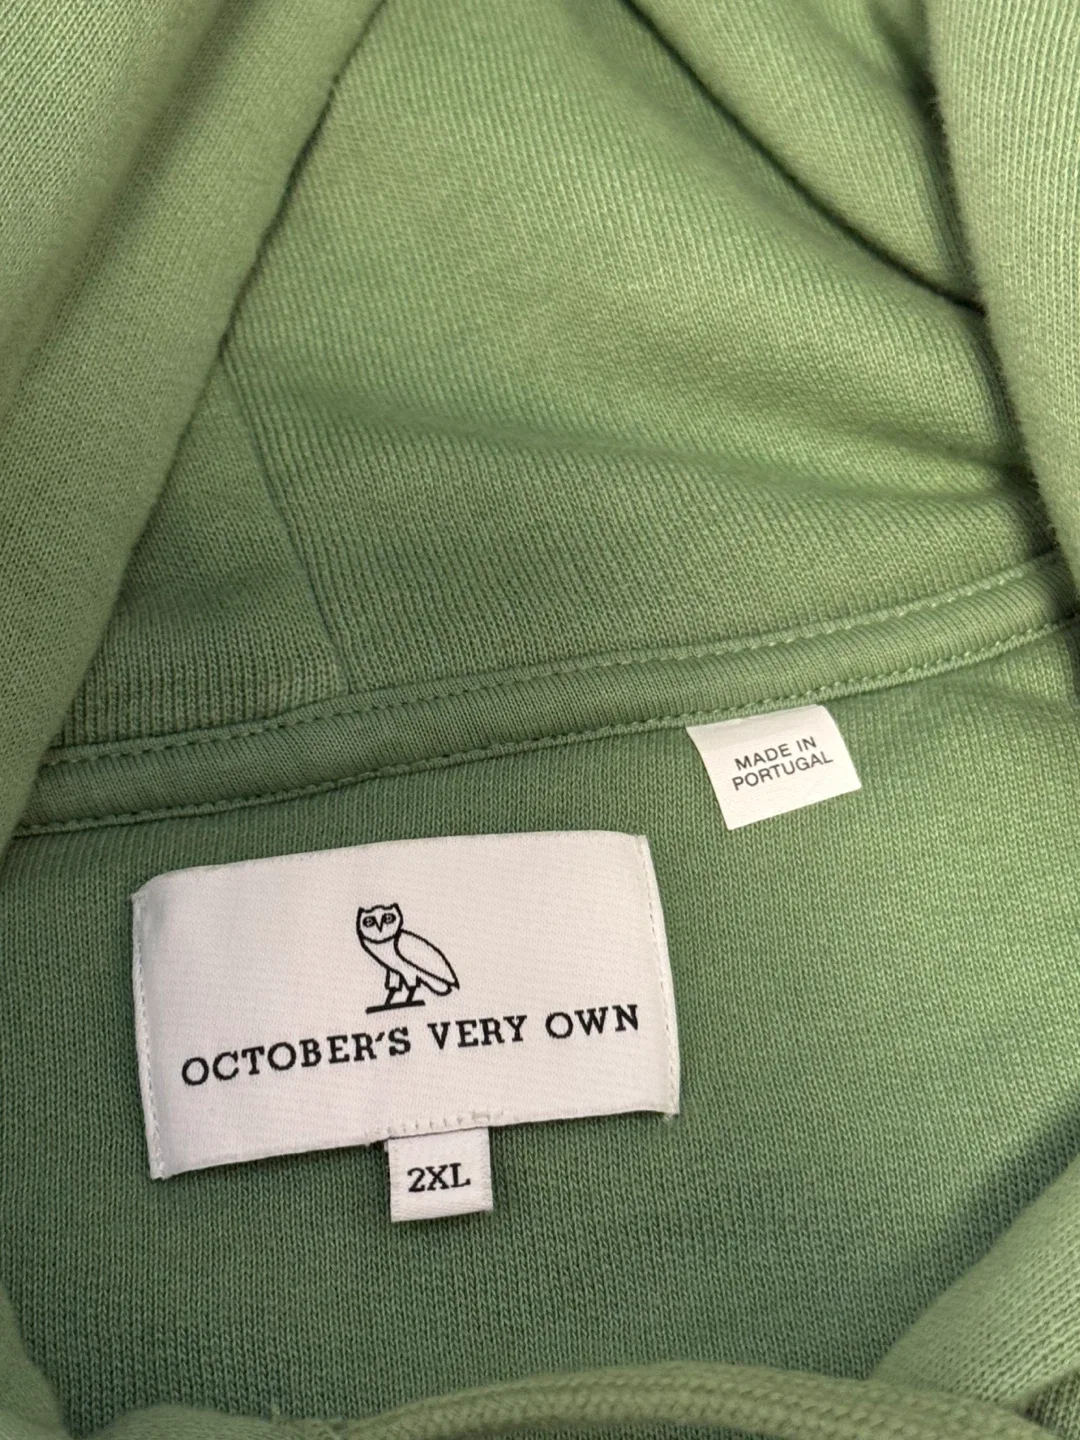 MADE IN
PORTUGAL
OCTOBER'S VERY OWN
2XL